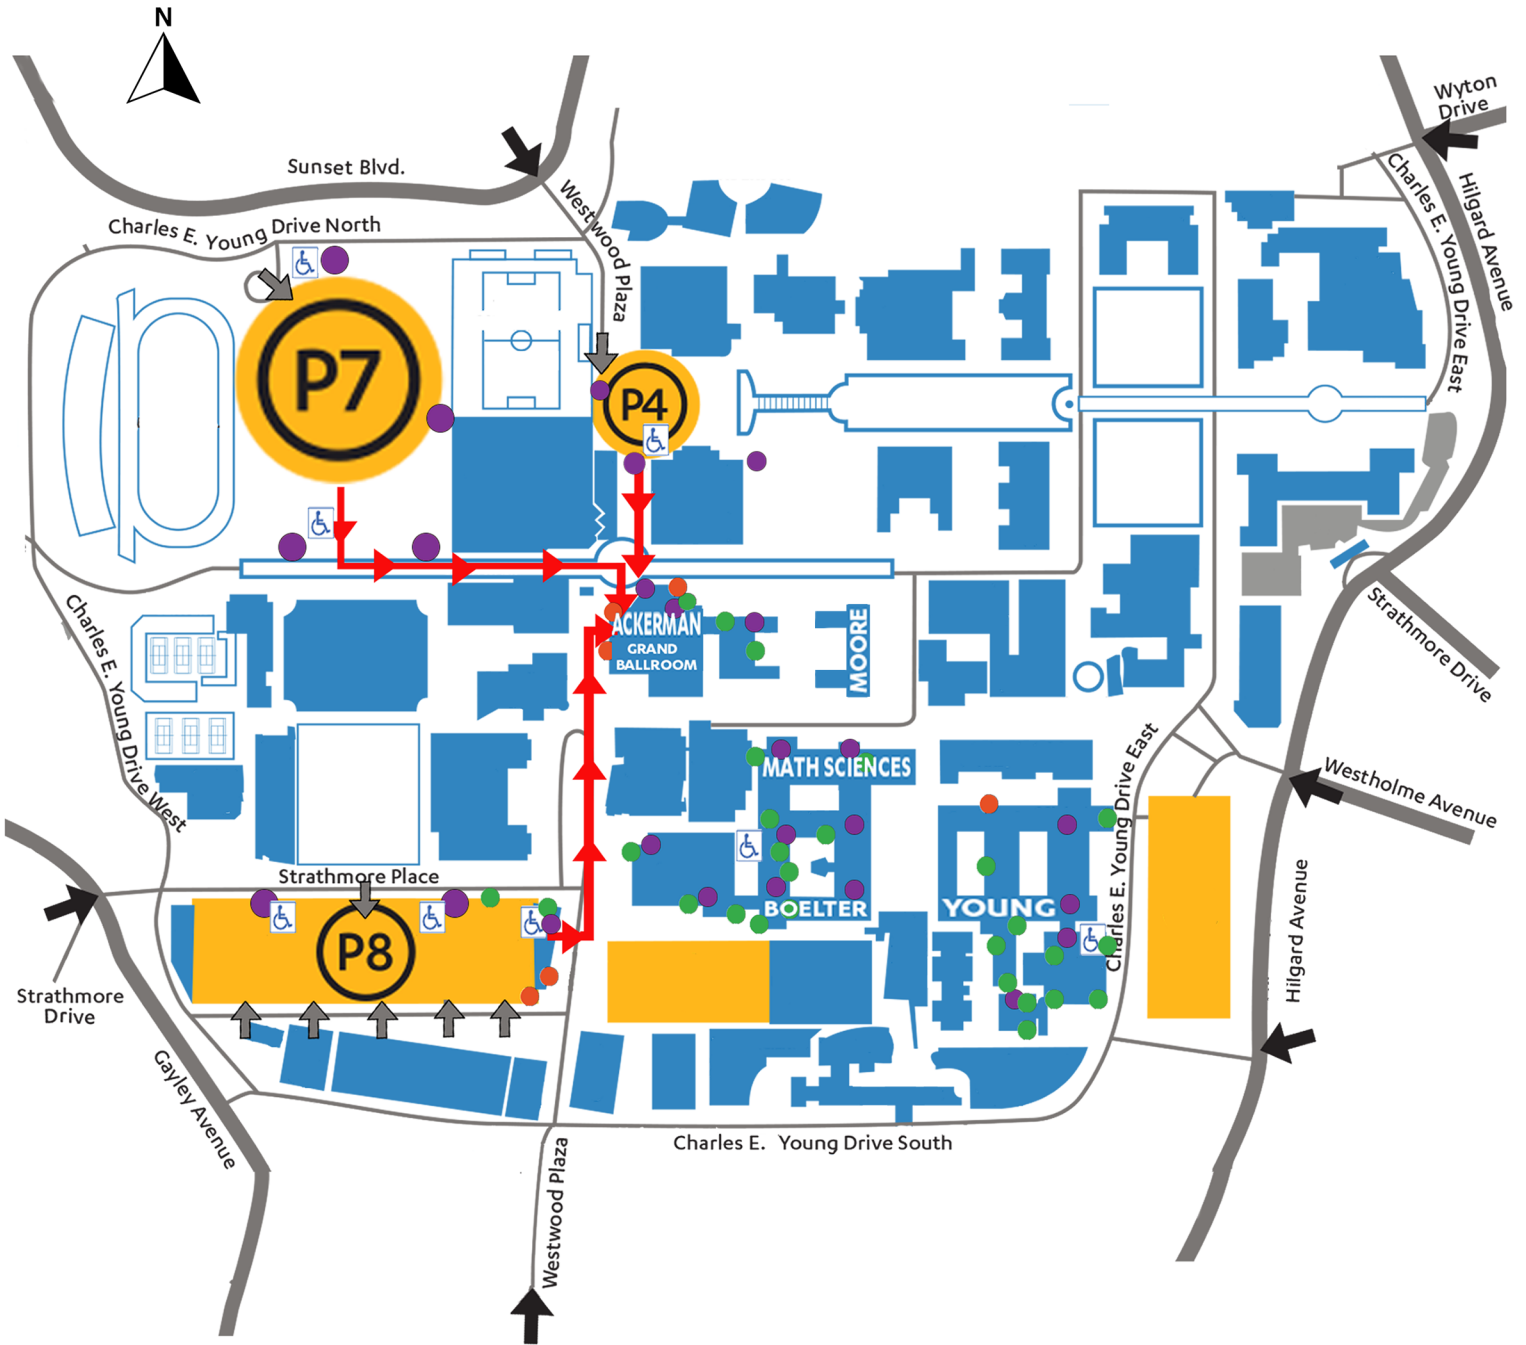 N
Wyton
Drive
Sunset Blvd.
Charles E. Young Drive North
Westwood Plaza
Charles E. Young Drive East
Hilgard Avenue
P7
P4
ACKERMAN
GRAND
BALLROOM
MOORE
Strathmore Drive
Charles E. Young Drive West
MATH SCIENCES
Charles E. Young Drive East
Westholme Avenue
Strathmore Place
P8
BOELTER
YOUNG
Hilgard Avenue
Strathmore
Drive
Gayley Avenue
Charles E. Young Drive South
Westwood Plaza